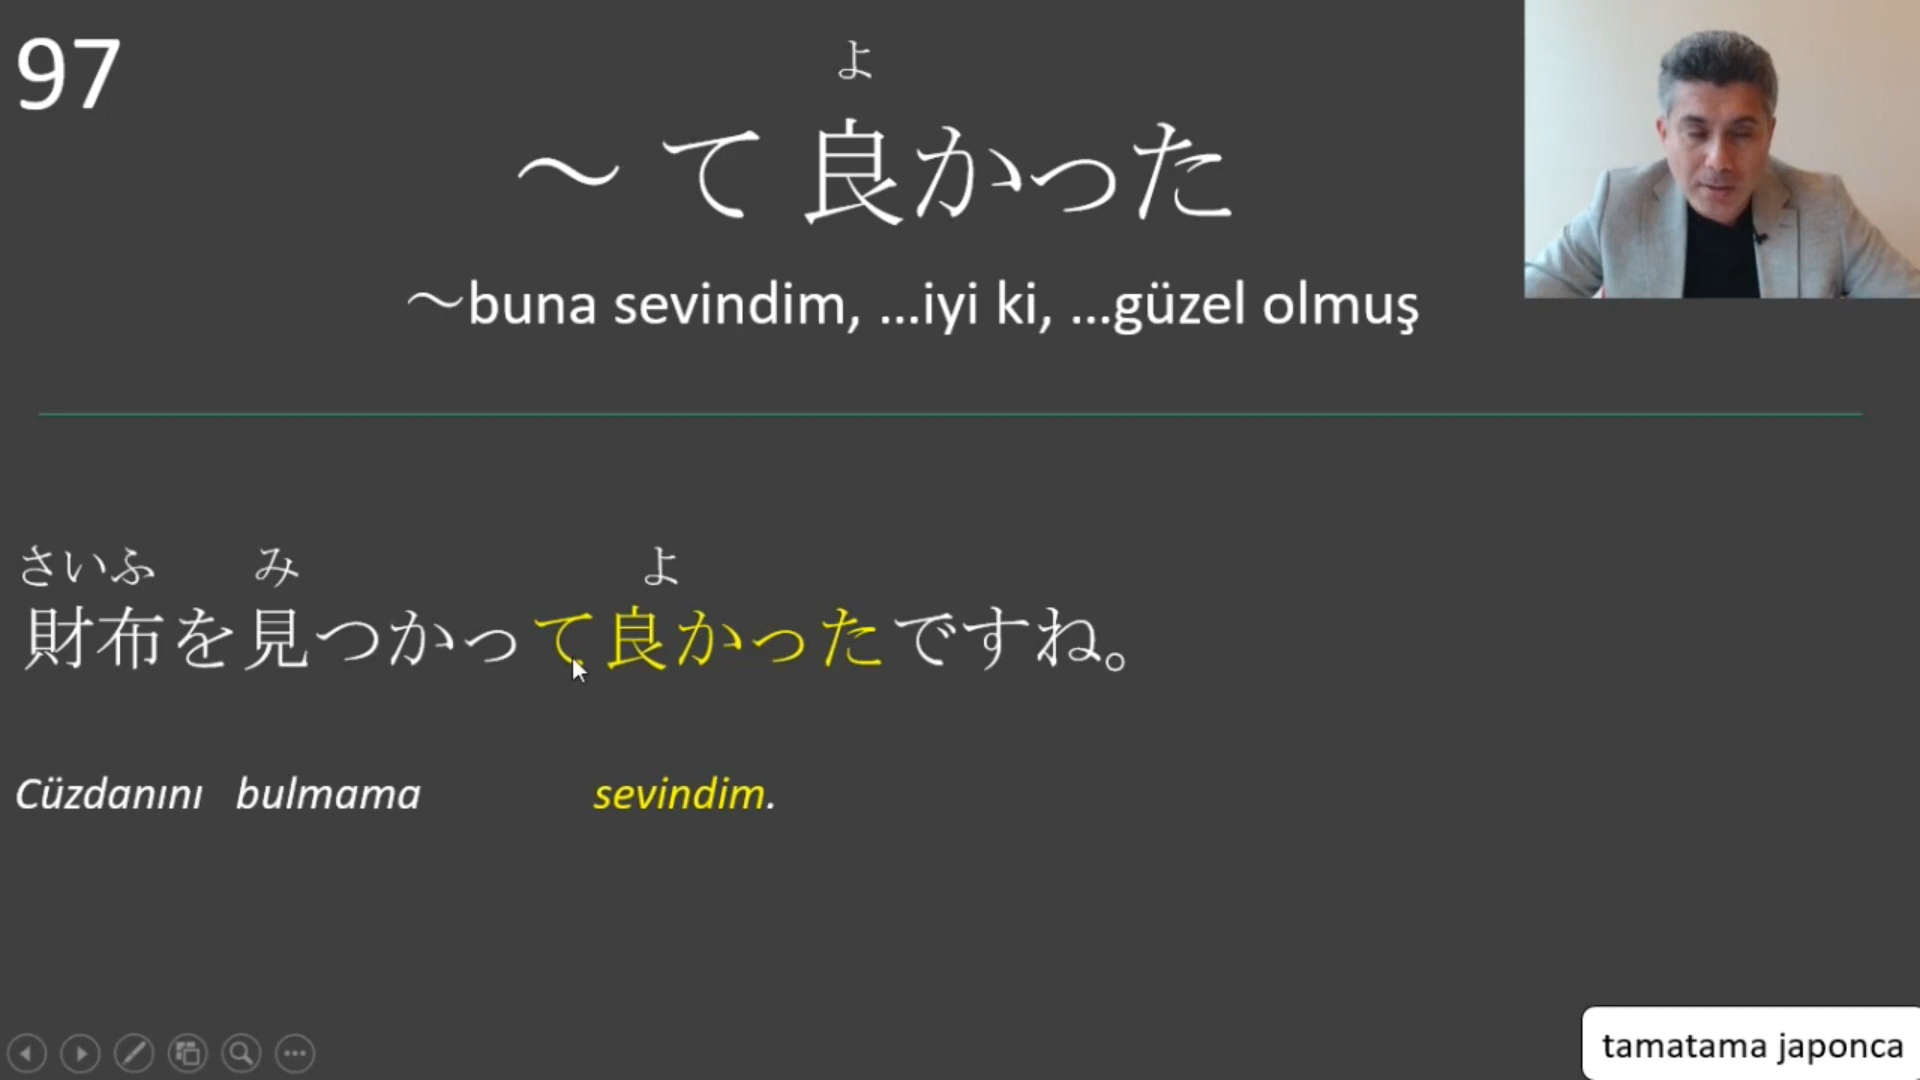 97
よ
～て良かった
～buna sevindim, ...iyi ki, ...güzel olmuş
さいふ み よ
財布を見つかって良かったですね。
Cüzdanını bulmama sevindim.
tamatama japonca